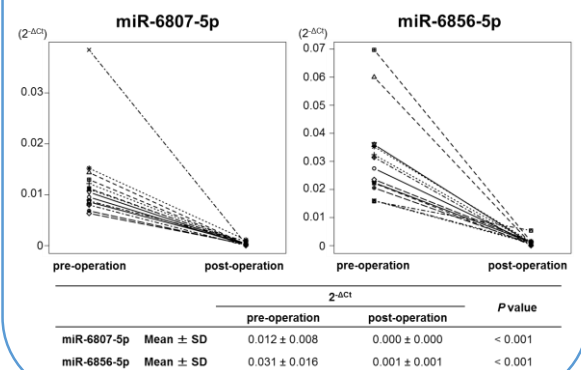 miR-6807-5p
miR-6856-5p
(2-ΔCt)
(2-ΔCt)
0.03
0.02
0.01
0
0.07
0.06
0.05
0.04
0.03
0.02
0.01
0
pre-operation post-operation
pre-operation post-operation
2-ΔCt
P value
pre-operation post-operation
miR-6807-5p Mean ± SD 0.012 ± 0.008 0.000 ± 0.000 < 0.001
miR-6856-5p Mean ± SD 0.031 ± 0.016 0.001 ± 0.001 < 0.001